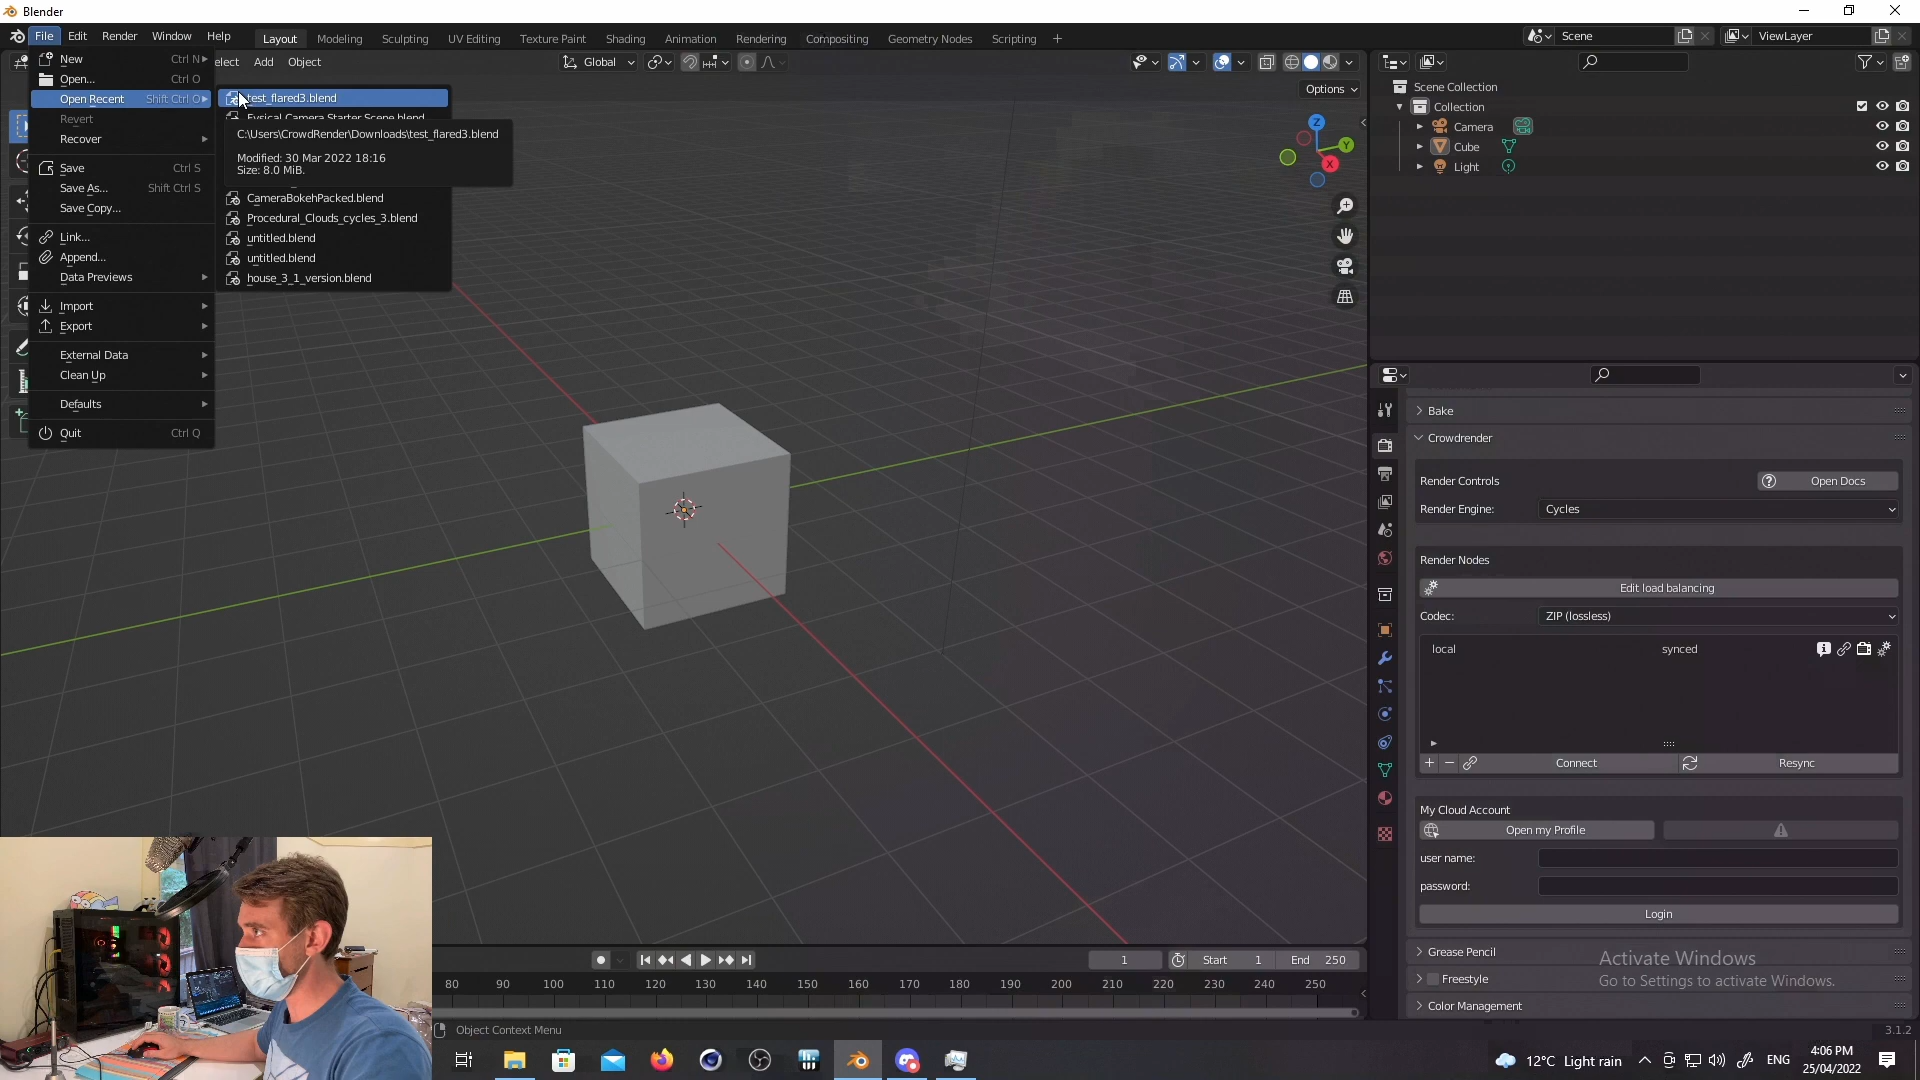 Blender
File Edit Render Window Help Layout Modeling Sculpting UV Editing Texture Paint Shading Animation Rendering Compositing Geometry Nodes Scripting + Scene ViewLayer
New Ctrl N
Open... Ctrl O
Open Recent Shift Ctrl O
Revert
Recover
Save Ctrl S
Save As... Shift Ctrl S
Save Copy...
Link...
Append...
Data Previews
Import
Export
External Data
Clean Up
Defaults
Quit Ctrl Q
elect Add Object
Global
Options
test_flared3.blend
Fysical Camera Starter Scene.blend
C:\Users\CrowdRender\Downloads\test_flared3.blend
Modified: 30 Mar 2022 18:16
Size: 8.0 MiB.
CameraBokehPacked.blend
Procedural_Clouds_cycles_3.blend
untitled.blend
untitled.blend
house_3_1_version.blend
Z
Y
X
Scene Collection
Collection
Camera
Cube
Light
Bake
Crowdrender
Render Controls Open Docs
Render Engine: Cycles
Render Nodes
Edit load balancing
Codec: ZIP (lossless)
local synced
Connect Resync
My Cloud Account
Open my Profile
user name:
password:
Login
Grease Pencil
Freestyle
Color Management
Activate Windows
Go to Settings to activate Windows.
1 Start 1 End 250
80 90 100 110 120 130 140 150 160 170 180 190 200 210 220 230 240 250
Object Context Menu
3.1.2
12°C Light rain ENG 4:06 PM
25/04/2022